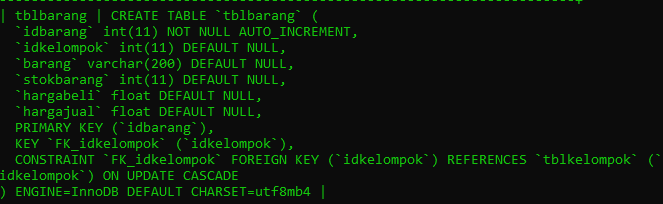 | tblbarang | CREATE TABLE `tblbarang` (
  `idbarang` int(11) NOT NULL AUTO_INCREMENT,
  `idkelompok` int(11) DEFAULT NULL,
  `barang` varchar(200) DEFAULT NULL,
  `stokbarang` int(11) DEFAULT NULL,
  `hargabeli` float DEFAULT NULL,
  `hargajual` float DEFAULT NULL,
  PRIMARY KEY (`idbarang`),
  KEY `FK_idkelompok` (`idkelompok`),
  CONSTRAINT `FK_idkelompok` FOREIGN KEY (`idkelompok`) REFERENCES `tblkelompok` (`
idkelompok`) ON UPDATE CASCADE
) ENGINE=InnoDB DEFAULT CHARSET=utf8mb4 |